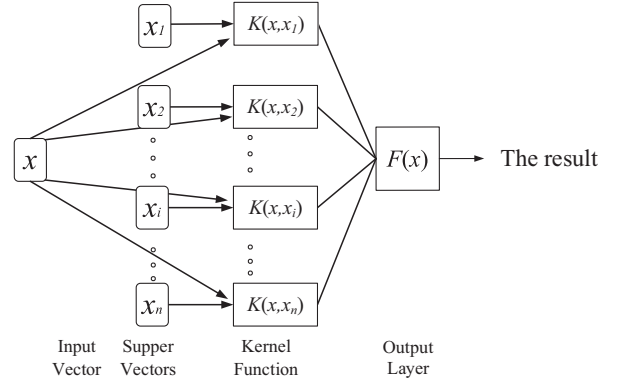 x1
K(x,x1)
x2
K(x,x2)
x
F(x)
The result
xi
K(x,xi)
xn
K(x,xn)
Input Vector
Supper Vectors
Kernel Function
Output Layer